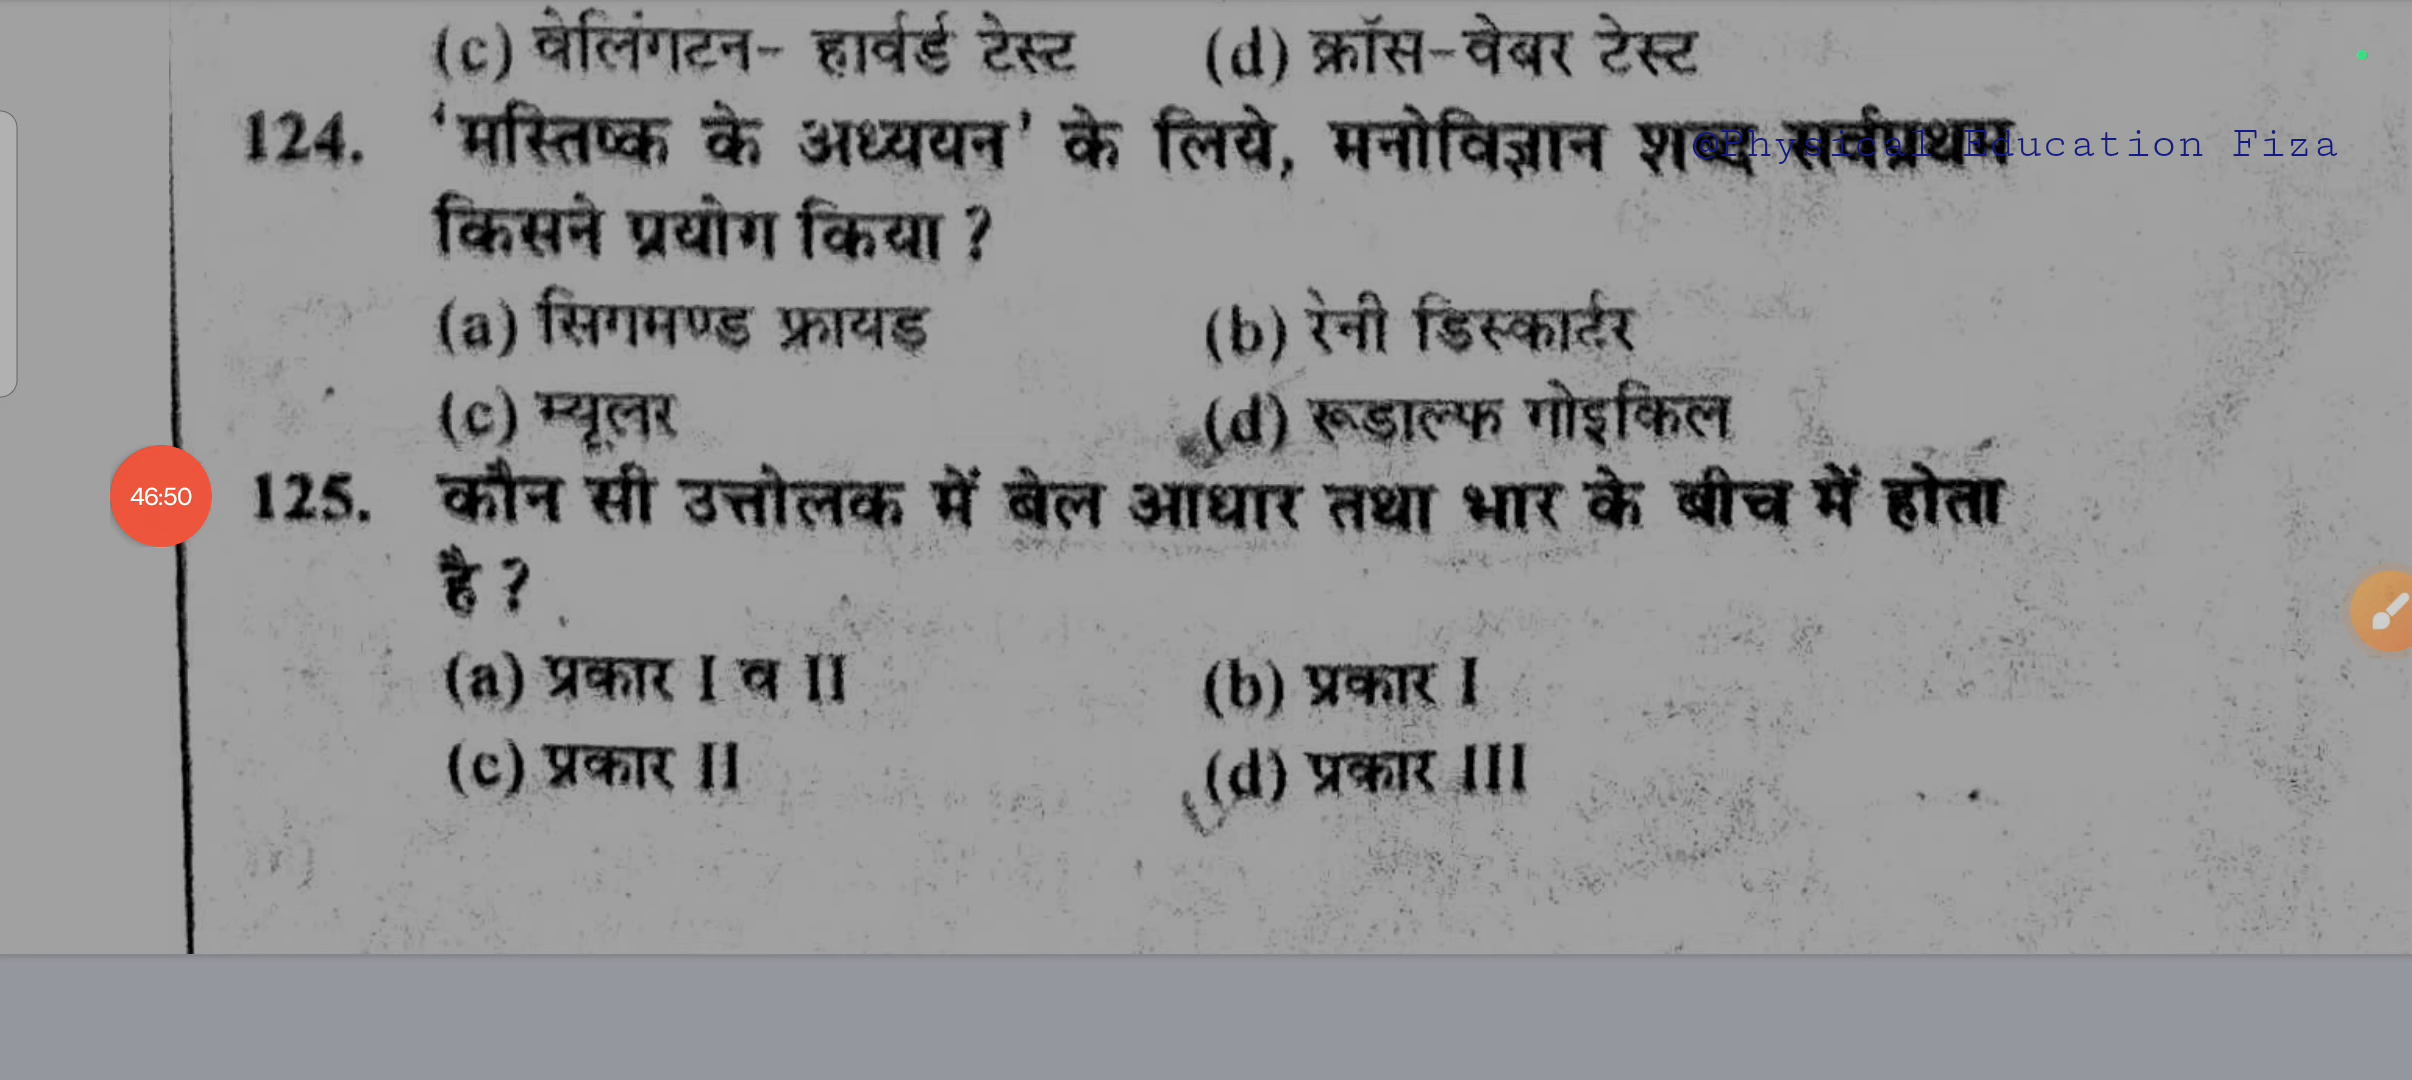 (c) वेलिंगटन- हार्वर्ड टेस्ट (d) क्रॉस-वेबर टेस्ट
124. ‘मस्तिष्क के अध्ययन’ के लिये, मनोविज्ञान शब्द सर्वप्रथम
@Physical Education Fiza
किसने प्रयोग किया ?
(a) सिगमण्ड फ्रायड (b) रेनी डिस्कार्टर
(c) म्यूलर (d) रूडाल्फ गोइकिल
46:50
125. कौन सी उत्तोलक में बेल आधार तथा भार के बीच में होता
है ?
(a) प्रकार I व II (b) प्रकार I
(c) प्रकार II (d) प्रकार III